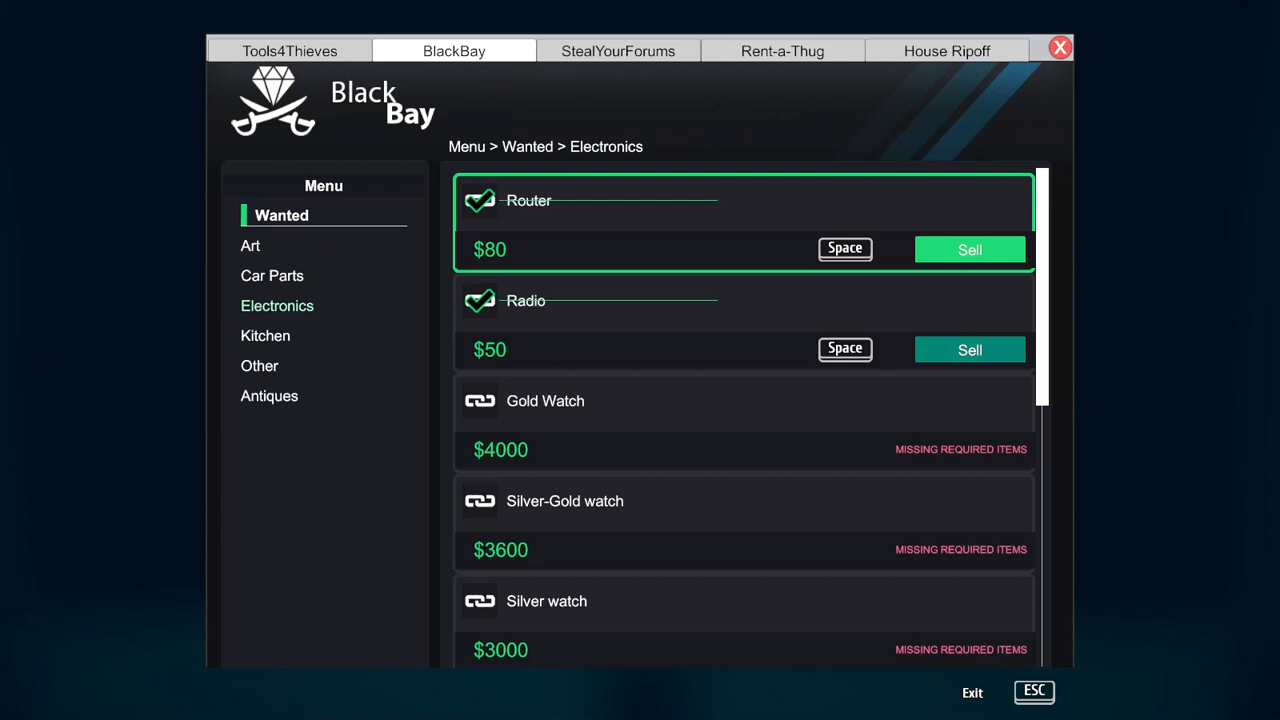 Tools4Thieves
BlackBay
StealYourForums
Rent-a-Thug
House Ripoff
X
Black
Bay
Menu > Wanted > Electronics
Menu
Wanted
Art
Car Parts
Electronics
Kitchen
Other
Antiques
Router
$80
Space
Sell
Radio
$50
Space
Sell
Gold Watch
$4000
MISSING REQUIRED ITEMS
Silver-Gold watch
$3600
MISSING REQUIRED ITEMS
Silver watch
$3000
MISSING REQUIRED ITEMS
Exit
ESC